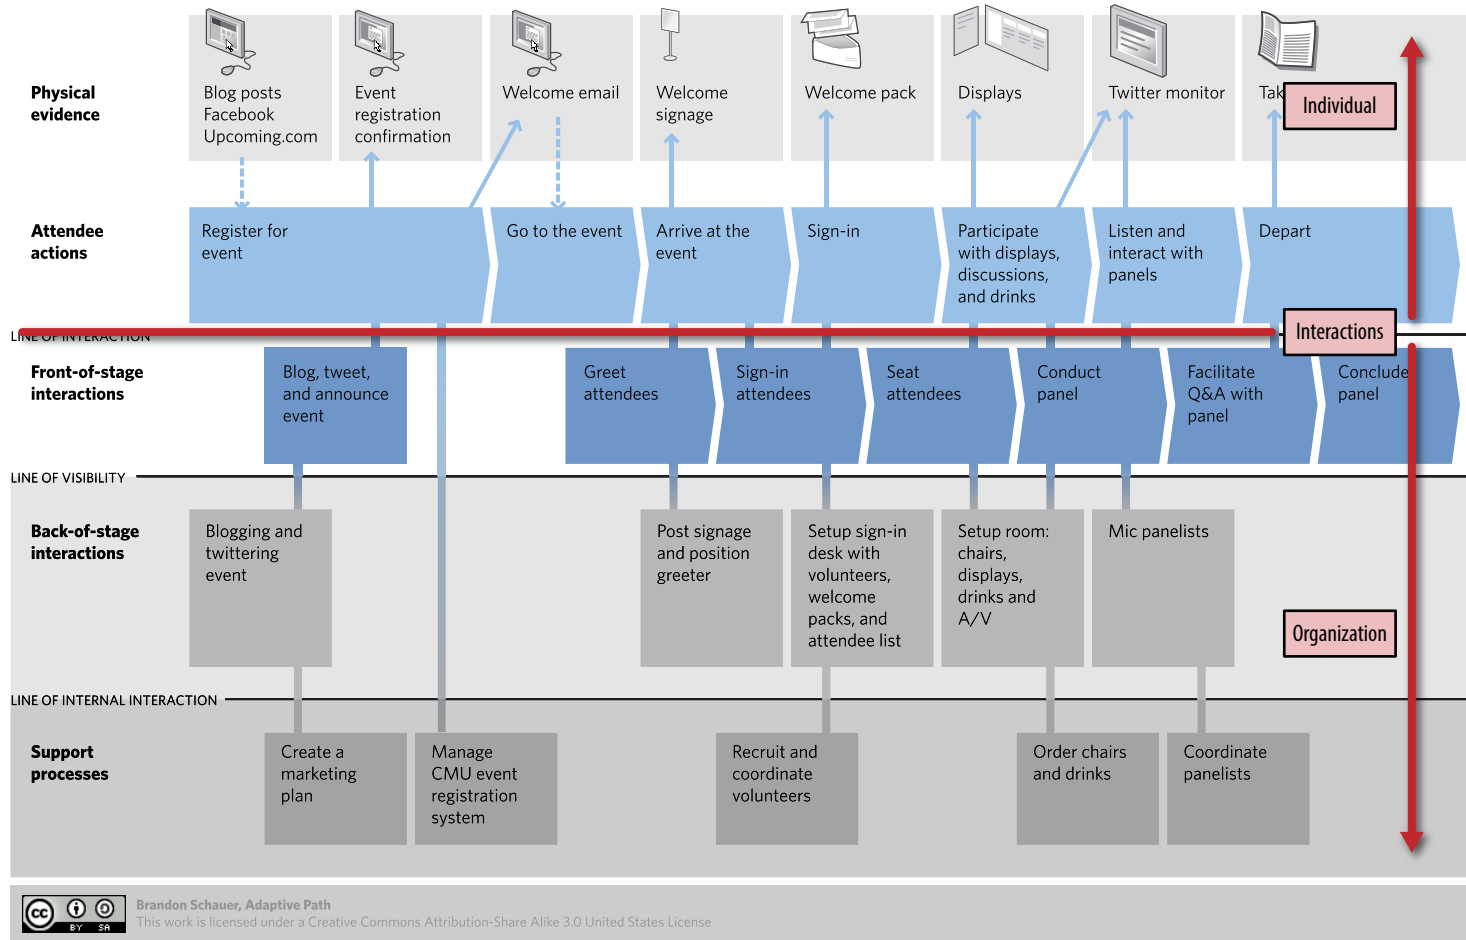 Physical
evidence
Blog posts
Facebook
Upcoming.com
Event
registration
confirmation
Welcome email
Welcome
signage
Welcome pack
Displays
Twitter monitor
Individual
Attendee
actions
Register for
event
Go to the event
Arrive at the
event
Sign-in
Participate
with displays,
discussions,
and drinks
Listen and
interact with
panels
Depart
LINE OF INTERACTION
Interactions
Front-of-stage
interactions
Blog, tweet,
and announce
event
Greet
attendees
Sign-in
attendees
Seat
attendees
Conduct
panel
Facilitate
Q&A with
panel
Conclude
panel
LINE OF VISIBILITY
Back-of-stage
interactions
Blogging and
twittering
event
Post signage
and position
greeter
Setup sign-in
desk with
volunteers,
welcome
packs, and
attendee list
Setup room:
chairs,
displays,
drinks and
A/V
Mic panelists
Organization
LINE OF INTERNAL INTERACTION
Support
processes
Create a
marketing
plan
Manage
CMU event
registration
system
Recruit and
coordinate
volunteers
Order chairs
and drinks
Coordinate
panelists
cc BY SA
Brandon Schauer, Adaptive Path
This work is licensed under a Creative Commons Attribution-Share Alike 3.0 United States License